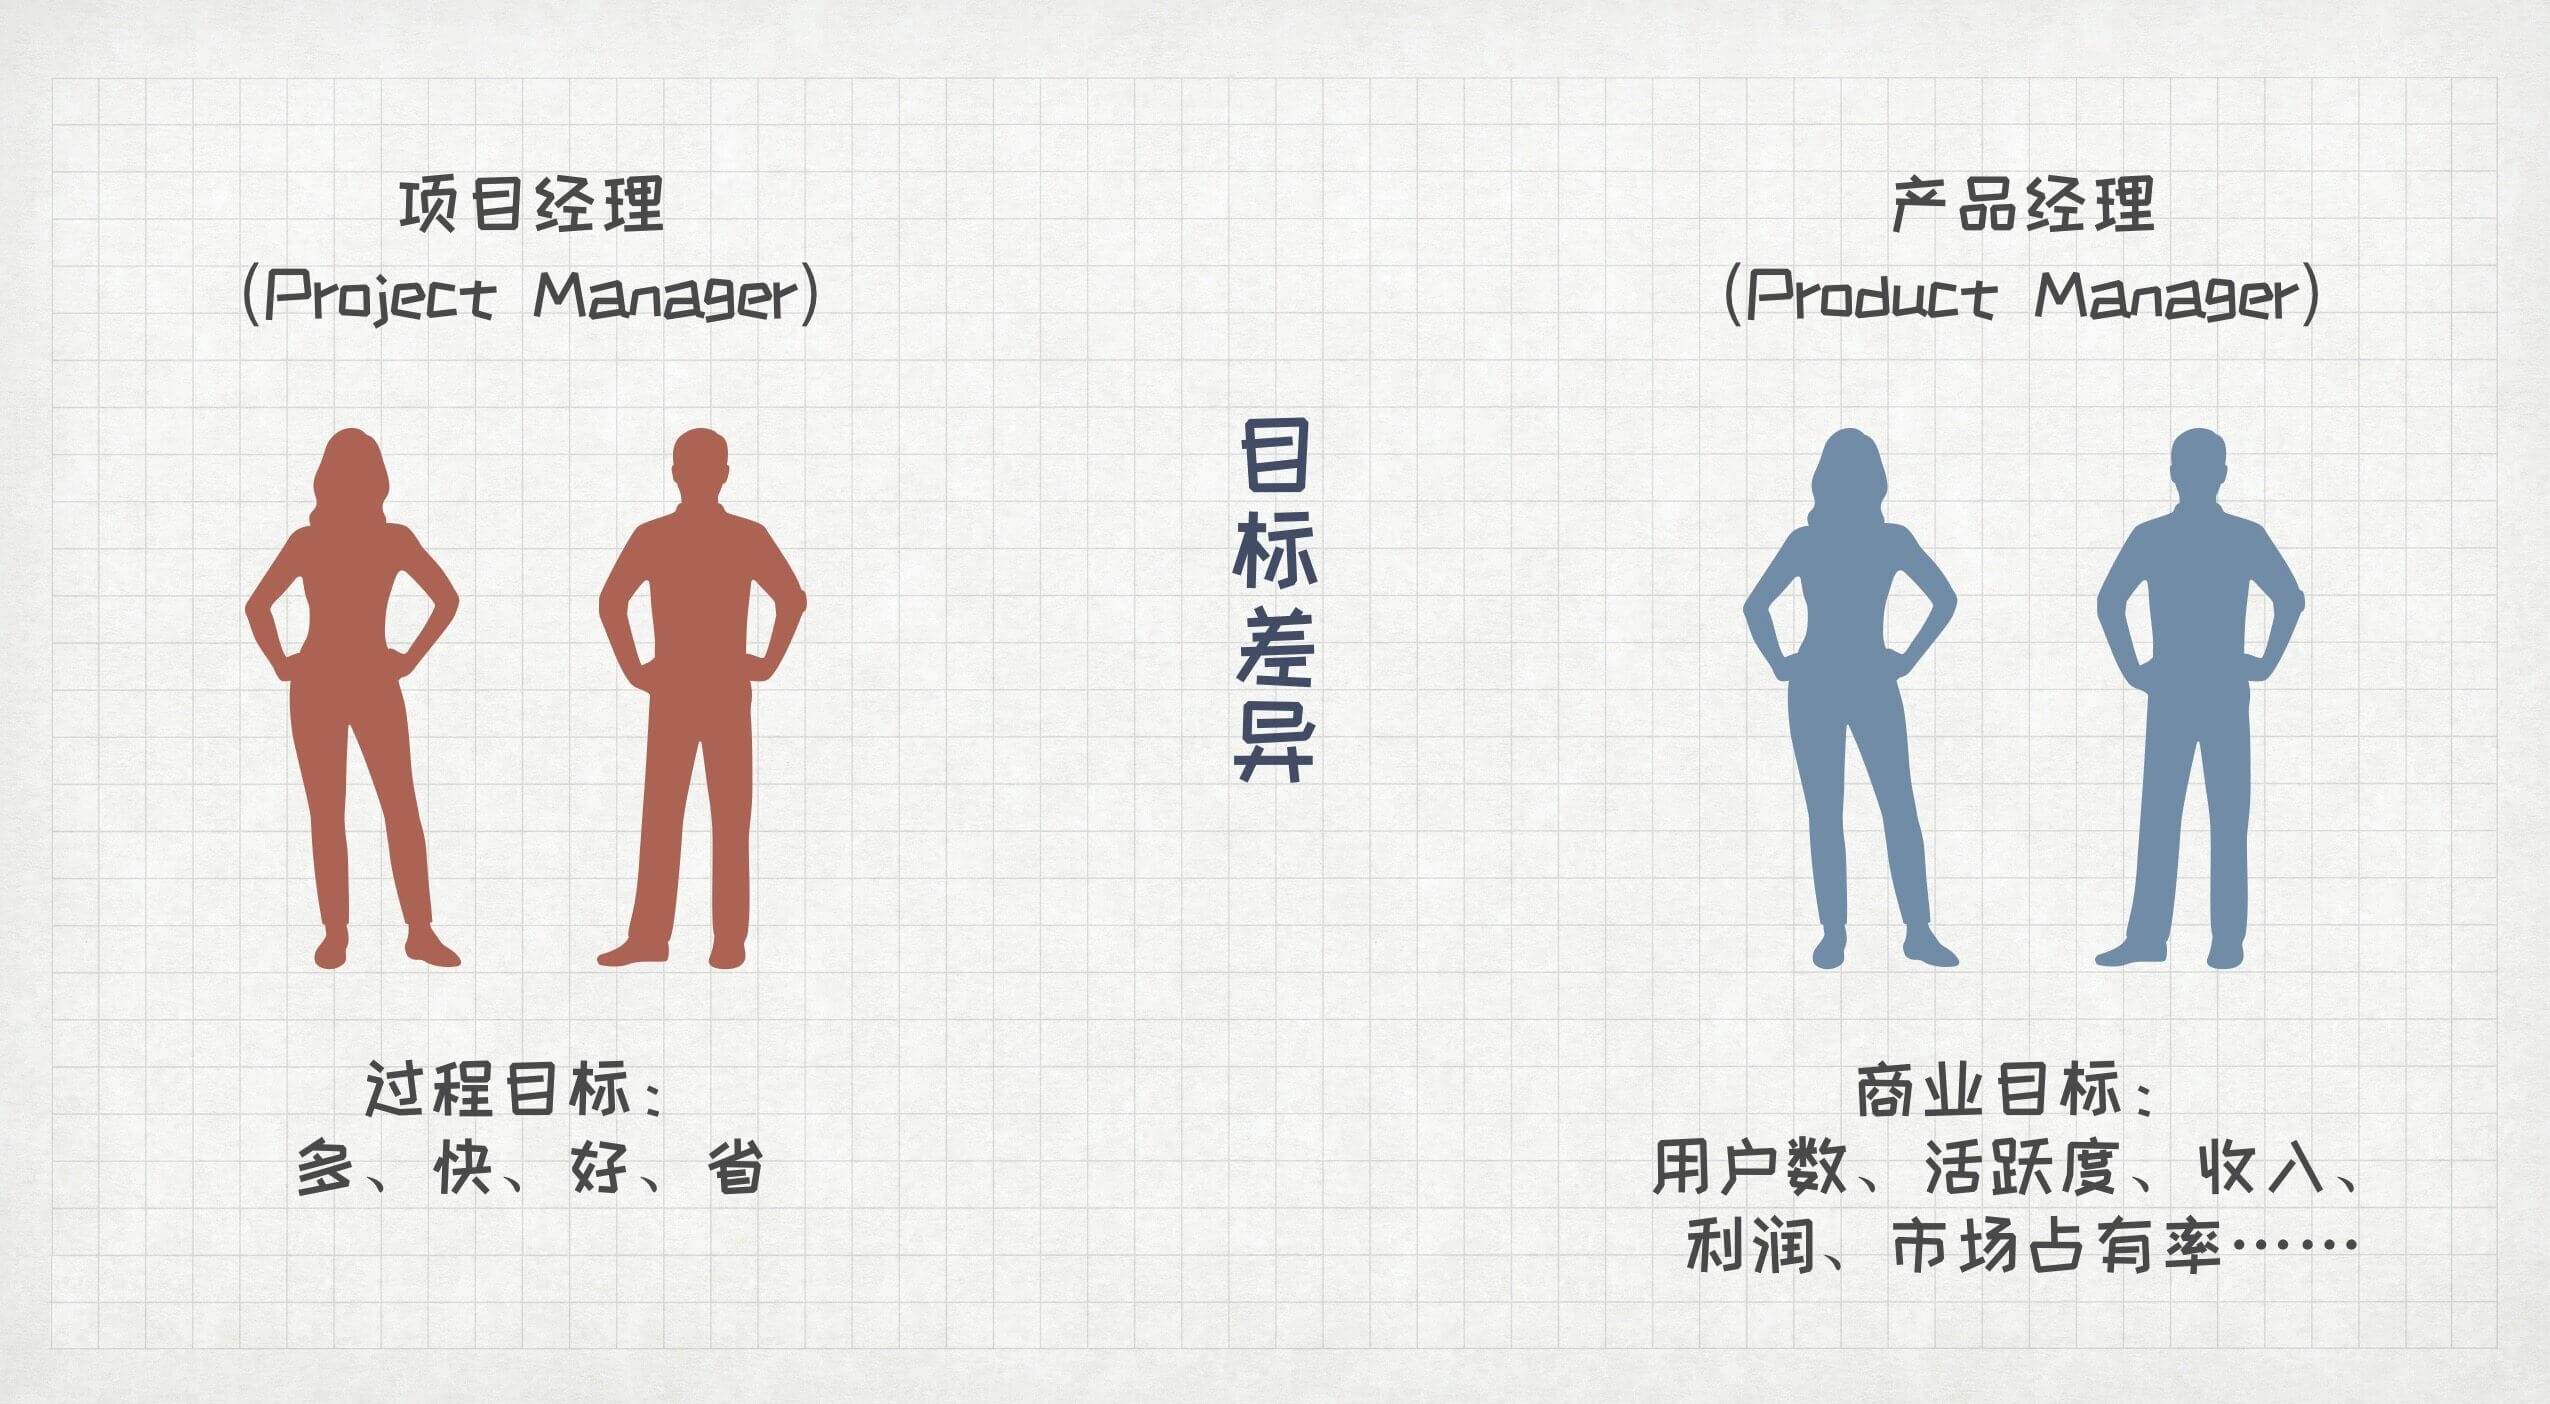 项目经理
(Project Manager)
产品经理
(Product Manager)
目标差异
过程目标：
多、快、好、省
商业目标：
用户数、活跃度、收入、
利润、市场占有率……